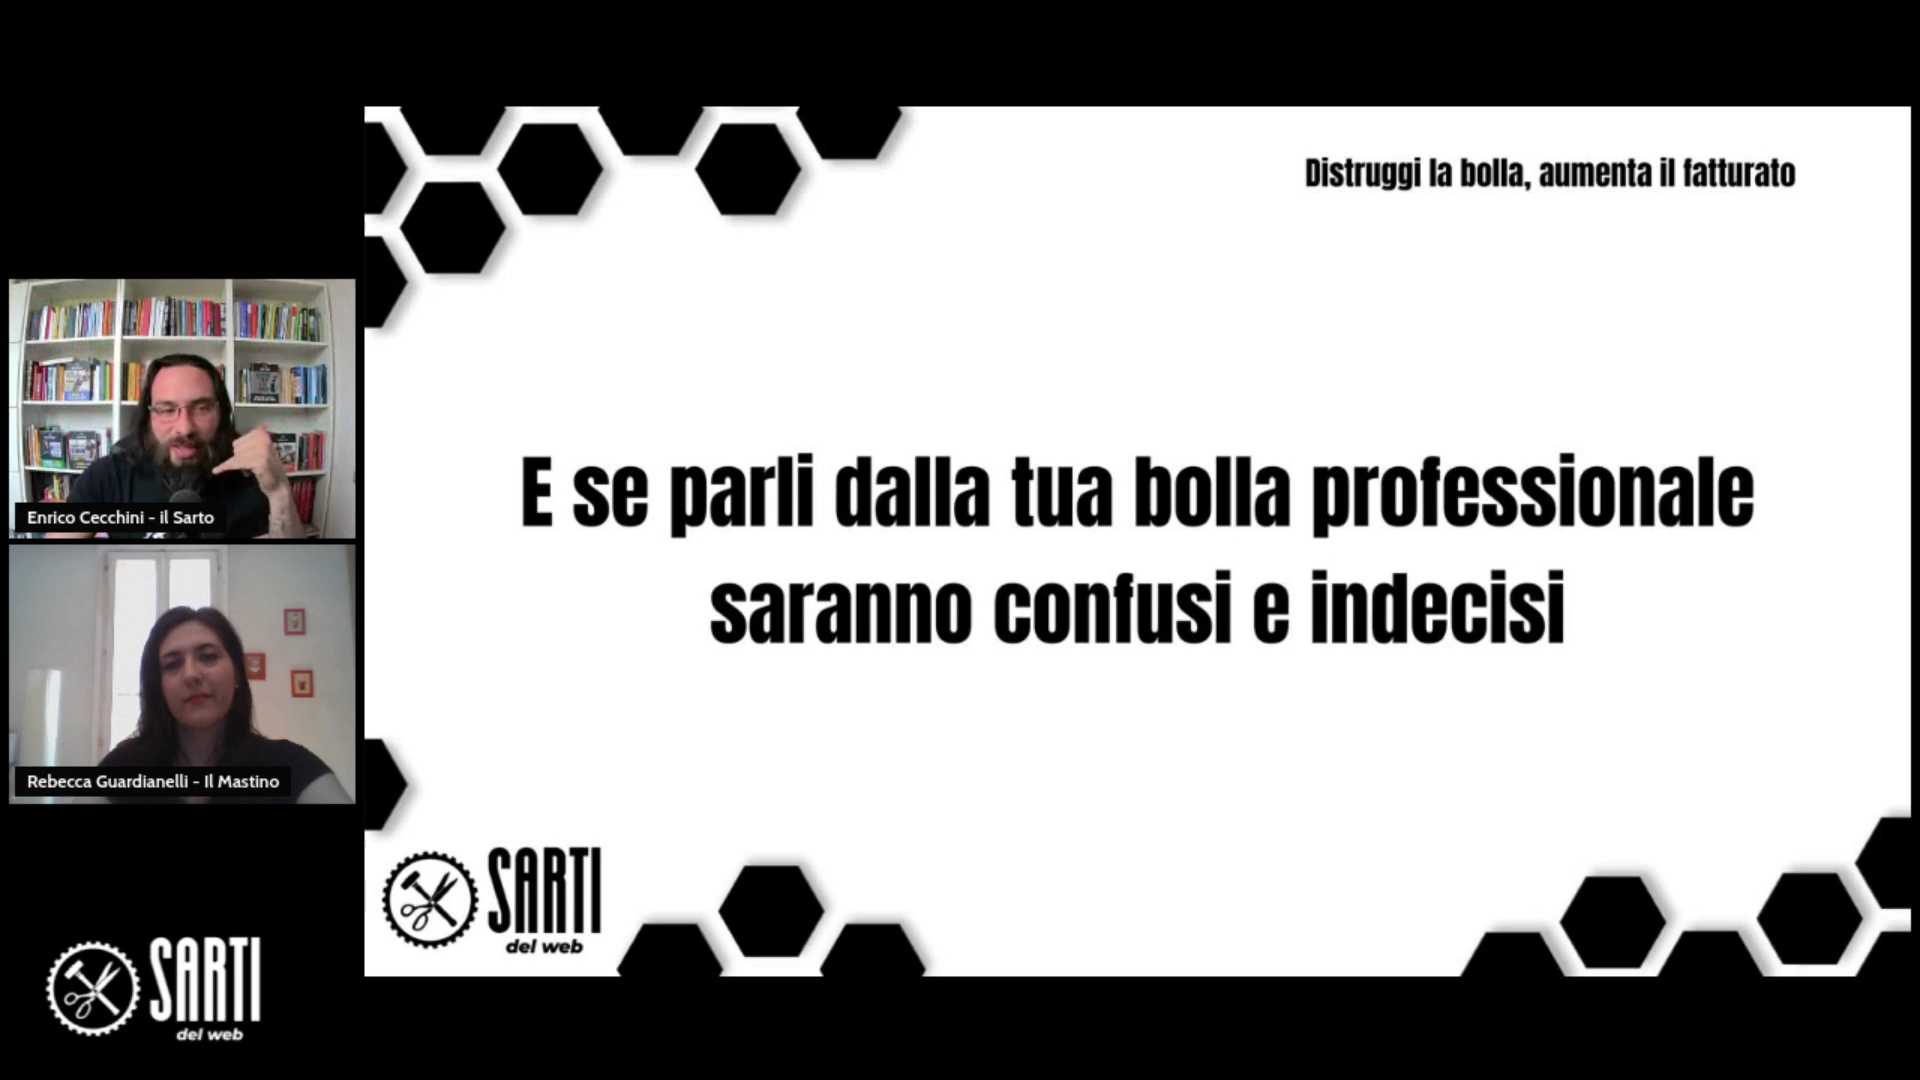 Distruggi la bolla, aumenta il fatturato
E se parli dalla tua bolla professionale
saranno confusi e indecisi
Enrico Cecchini - il Sarto
Rebecca Guardianelli - Il Mastino
SARTI
del web
SARTI
del web